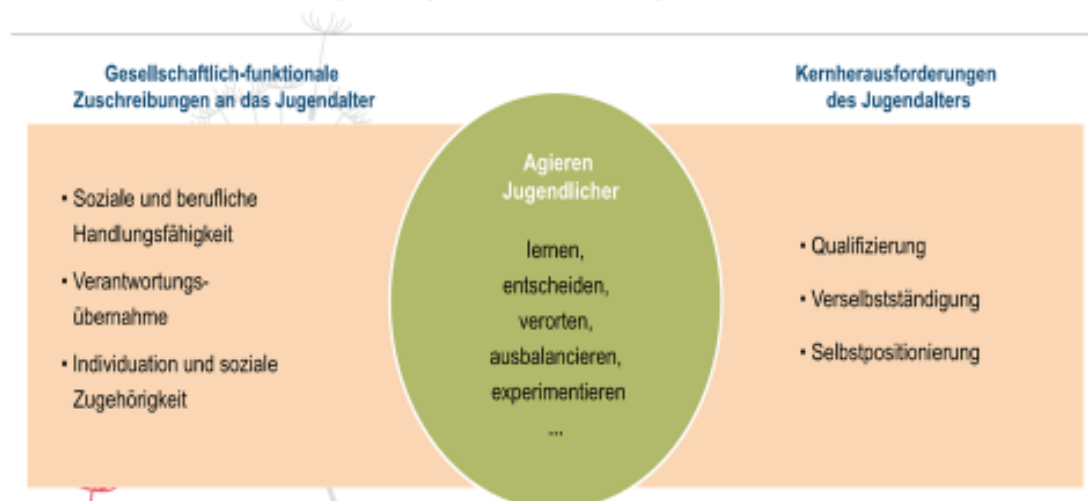 Gesellschaftlich-funktionale
Zuschreibungen an das Jugendalter
Kernherausforderungen
des Jugendalters
Agieren
Jugendlicher
lernen,
entscheiden,
verorten,
ausbalancieren,
experimentieren
...
▪ Soziale und berufliche
Handlungsfähigkeit
▪ Verantwortungs-
übernahme
▪ Individuation und soziale
Zugehörigkeit
▪ Qualifizierung
▪ Verselbstständigung
▪ Selbstpositionierung